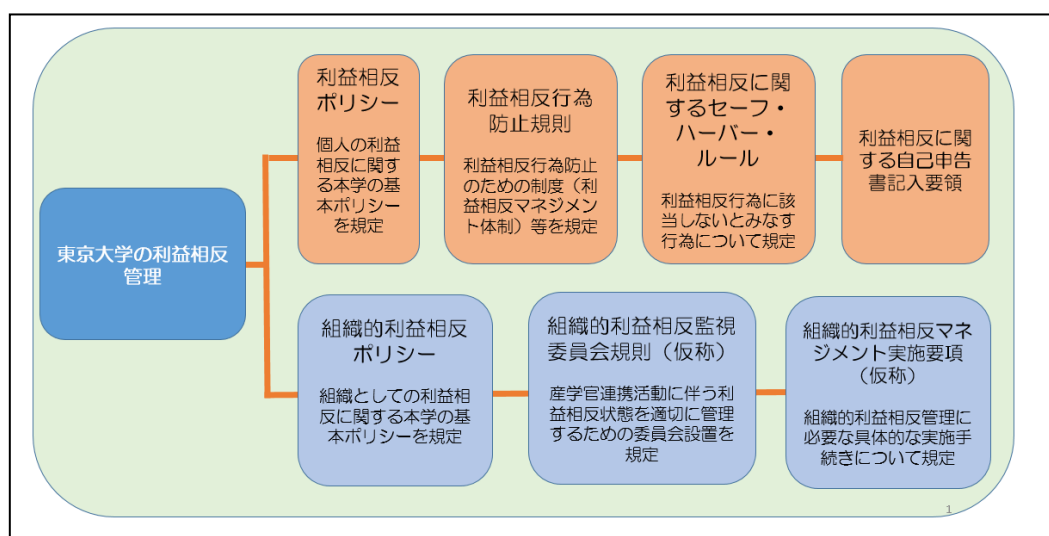 東京大学の利益相反
管理
利益相反
ポリシー
個人の利益
相反に関す
る本学の基
本ポリシー
を規定
利益相反行為
防止規則
利益相反行為防止
のための制度（利
益相反マネジメン
ト体制）等を規定
利益相反に関
するセーフ・
ハーバー・
ルール
利益相反行為に該
当しないとみなす
行為について規定
利益相反に関
する自己申告
書記入要領
組織的利益相反
ポリシー
組織としての利益相
反に関する本学の基
本ポリシーを規定
組織的利益相反監視
委員会規則（仮称）
産学官連携活動に伴う利
益相反状態を適切に管理
するための委員会設置を
規定
組織的利益相反マネ
ジメント実施要項
（仮称）
組織的利益相反管理に
必要な具体的な実施手
続きについて規定
1